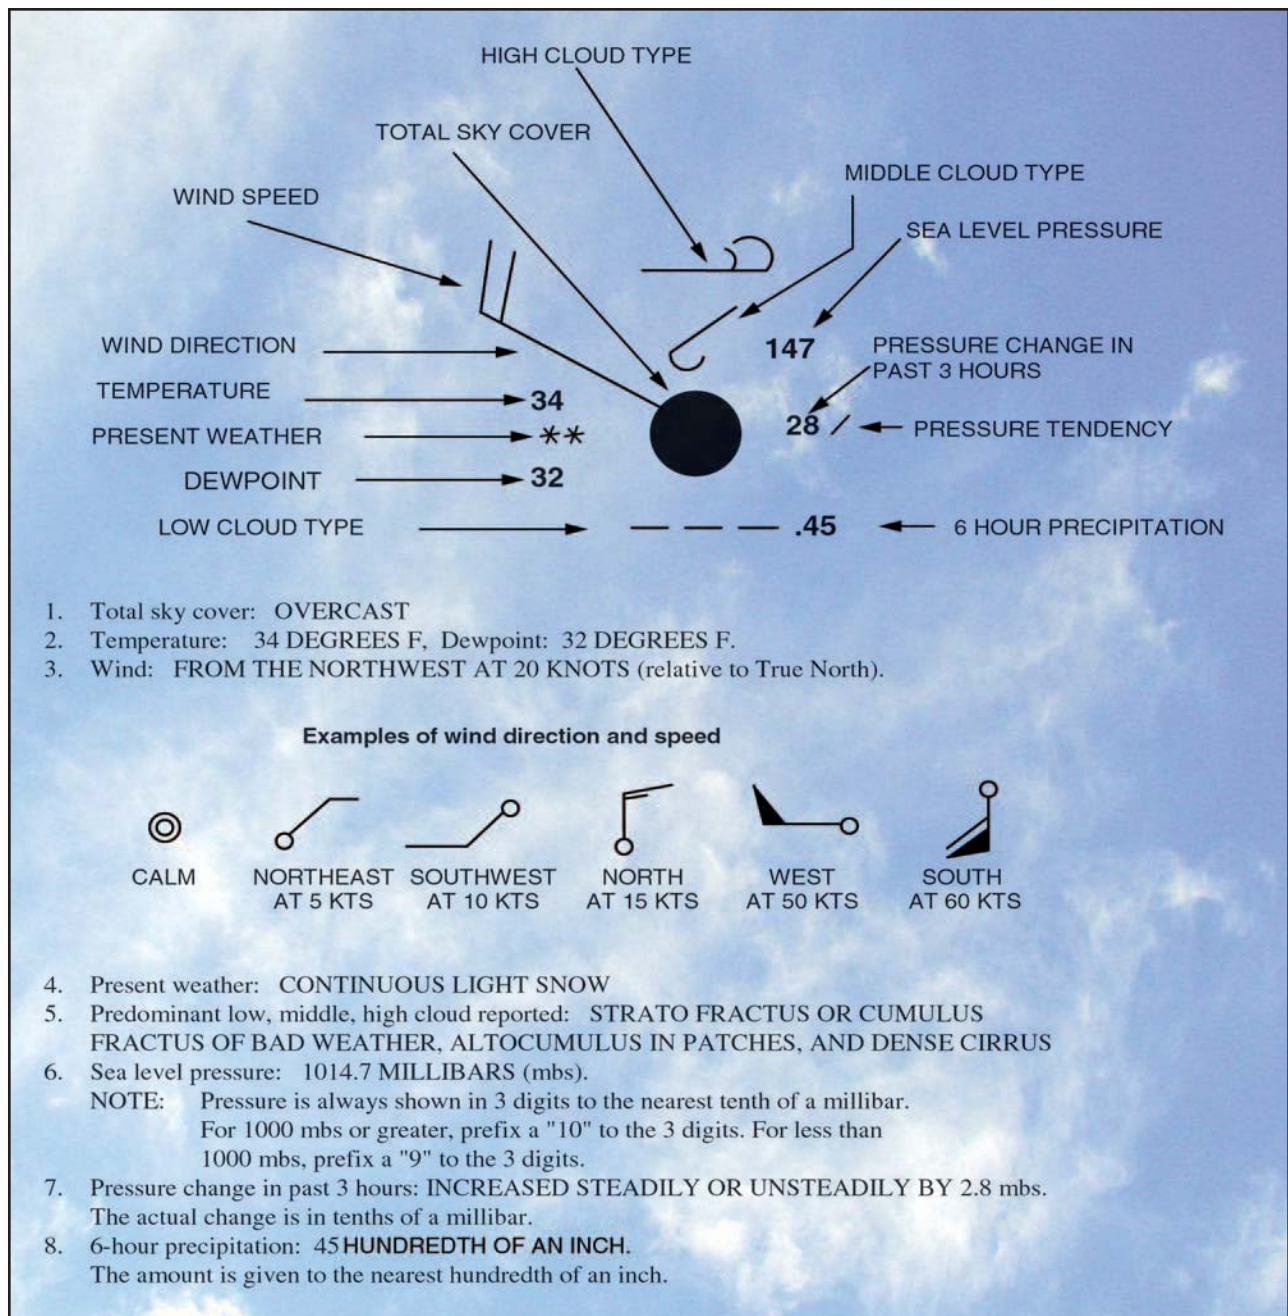 HIGH CLOUD TYPE
TOTAL SKY COVER
MIDDLE CLOUD TYPE
WIND SPEED
SEA LEVEL PRESSURE
WIND DIRECTION
147
PRESSURE CHANGE IN
PAST 3 HOURS
TEMPERATURE
34
28
PRESSURE TENDENCY
PRESENT WEATHER
**
DEWPOINT
32
LOW CLOUD TYPE
.45
6 HOUR PRECIPITATION
1. Total sky cover: OVERCAST
2. Temperature: 34 DEGREES F, Dewpoint: 32 DEGREES F.
3. Wind: FROM THE NORTHWEST AT 20 KNOTS (relative to True North).
Examples of wind direction and speed
CALM
NORTHEAST
AT 5 KTS
SOUTHWEST
AT 10 KTS
NORTH
AT 15 KTS
WEST
AT 50 KTS
SOUTH
AT 60 KTS
4. Present weather: CONTINUOUS LIGHT SNOW
5. Predominant low, middle, high cloud reported: STRATO FRACTUS OR CUMULUS
FRACTUS OF BAD WEATHER, ALTOCUMULUS IN PATCHES, AND DENSE CIRRUS
6. Sea level pressure: 1014.7 MILLIBARS (mbs).
NOTE: Pressure is always shown in 3 digits to the nearest tenth of a millibar.
For 1000 mbs or greater, prefix a "10" to the 3 digits. For less than
1000 mbs, prefix a "9" to the 3 digits.
7. Pressure change in past 3 hours: INCREASED STEADILY OR UNSTEADILY BY 2.8 mbs.
The actual change is in tenths of a millibar.
8. 6-hour precipitation: 45 HUNDREDTH OF AN INCH.
The amount is given to the nearest hundredth of an inch.